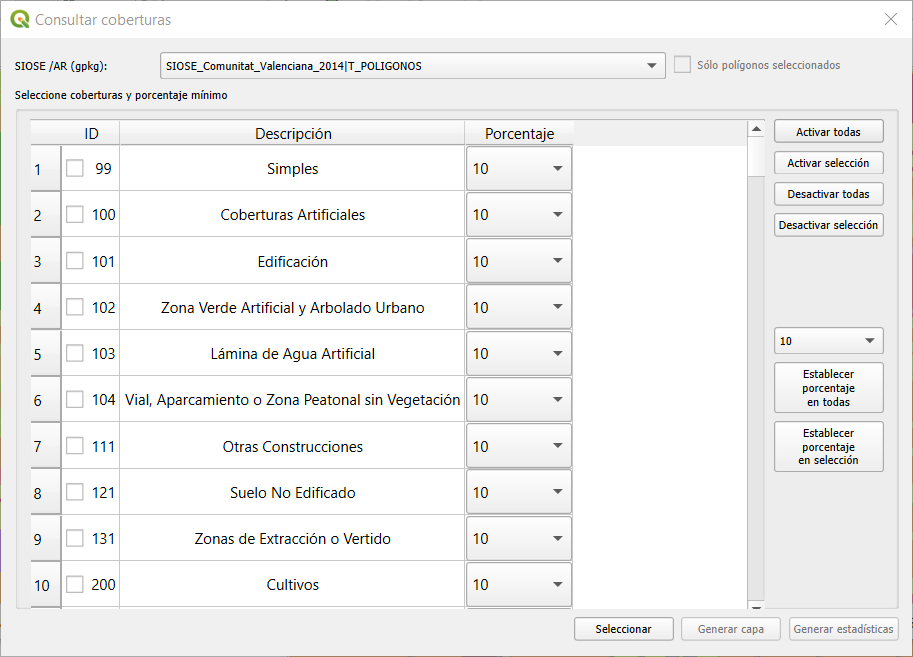 Consultar coberturas
SIOSE /AR (gpkg):
SIOSE_Comunitat_Valenciana_2014|T_POLIGONOS
Sólo polígonos seleccionados
Seleccione coberturas y porcentaje mínimo
ID Descripción Porcentaje
1 99 Simples 10
2 100 Coberturas Artificiales 10
3 101 Edificación 10
4 102 Zona Verde Artificial y Arbolado Urbano 10
5 103 Lámina de Agua Artificial 10
6 104 Vial, Aparcamiento o Zona Peatonal sin Vegetación 10
7 111 Otras Construcciones 10
8 121 Suelo No Edificado 10
9 131 Zonas de Extracción o Vertido 10
10 200 Cultivos 10
Activar todas
Activar selección
Desactivar todas
Desactivar selección
10
Establecer
porcentaje
en todas
Establecer
porcentaje
en selección
Seleccionar
Generar capa
Generar estadísticas